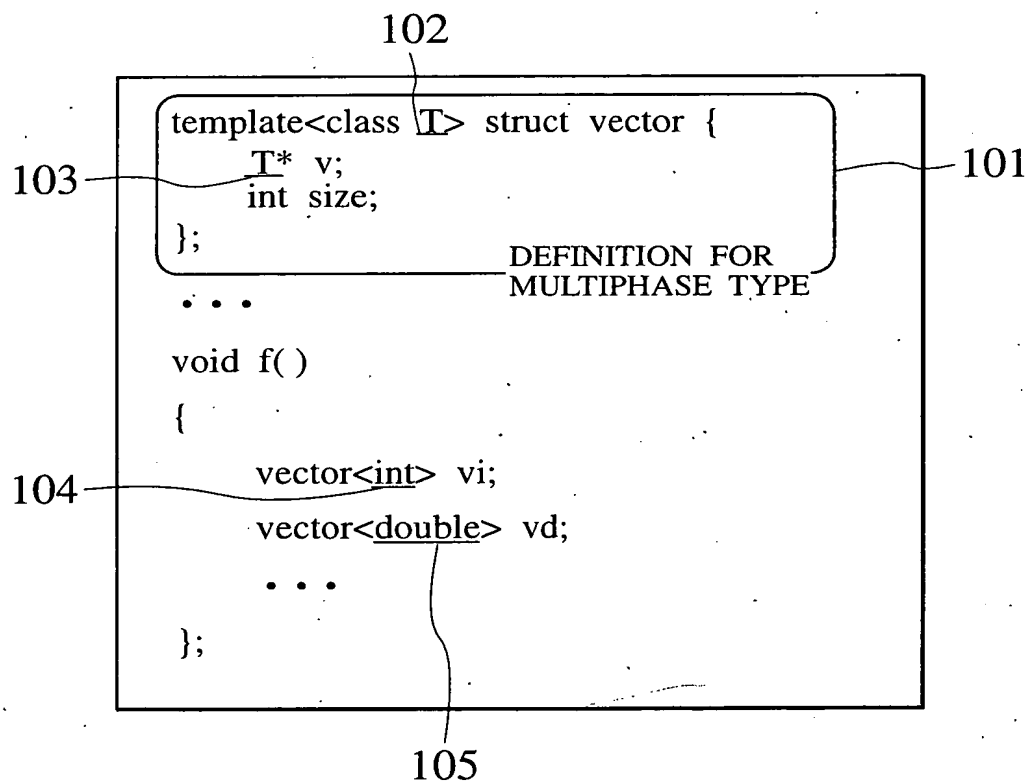 102
template<class T> struct vector {
103
T* v;
101
int size;
};
DEFINITION FOR
MULTIPHASE TYPE
• • •
void f( )
{
104
vector<int> vi;
vector<double> vd;
• • •
};
105